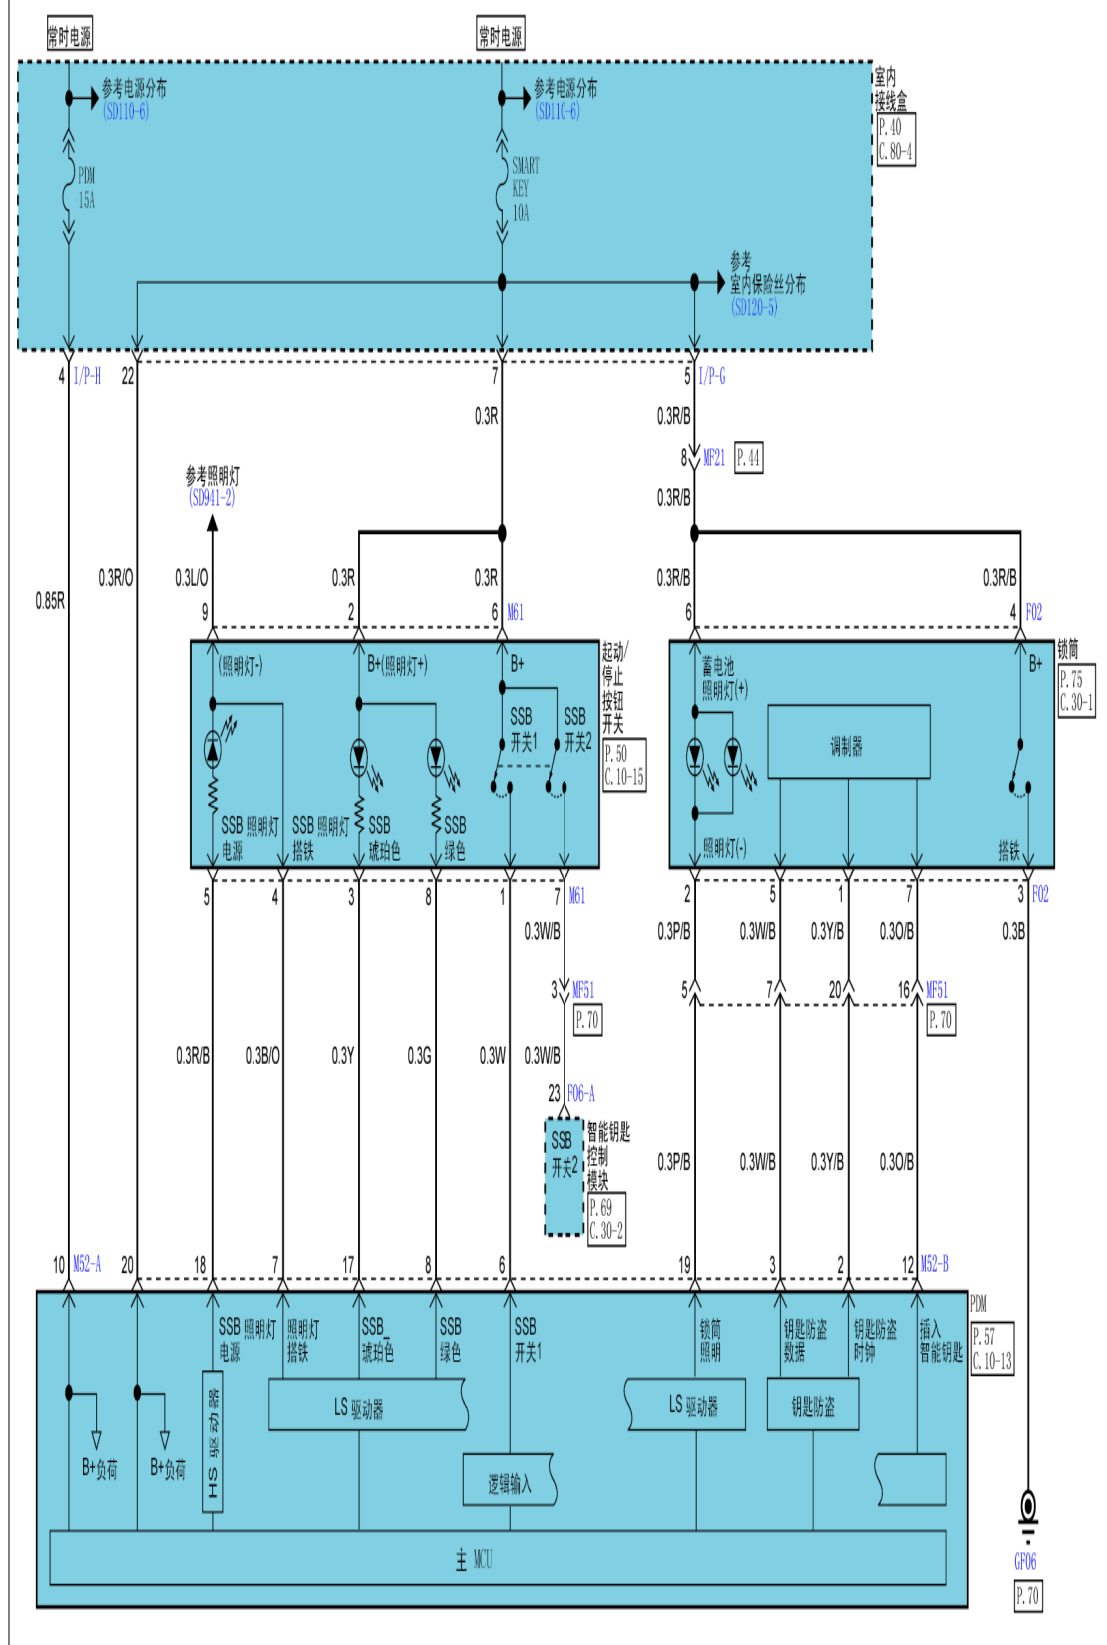 常时电源
常时电源
参考电源分布
(SD110-6)
参考电源分布
(SD110-6)
室内
接线盒
P.40
C.80-4
PDM
15A
SMART
KEY
10A
参考
室内保险丝分布
(SD120-5)
4 I/P-H 22 7 5 I/P-G
0.3R 0.3R/B
8 MF21 P.44
参考照明灯
(SD941-2)
0.3R/B
0.85R 0.3R/O 0.3L/O 0.3R 0.3R 0.3R/B 0.3R/B
9 2 6 M61 6 4 F02
(照明灯-) B+(照明灯+) B+
起动/
停止
按钮
开关
P.50
C.10-15
SSB
开关1
SSB
开关2
SSB 照明灯
电源
SSB 照明灯
搭铁
SSB
琥珀色
SSB
绿色
蓄电池
照明灯(+)
B+
锁筒
P.75
C.30-1
调制器
照明灯(-)
搭铁
5 4 3 8 1 7 M61 2 5 1 7 3 F02
0.3W/B 0.3P/B 0.3W/B 0.3Y/B 0.3O/B 0.3B
3 MF51 5 7 20 16 MF51
P.70 P.70
0.3R/B 0.3B/O 0.3Y 0.3G 0.3W 0.3W/B
23 F06-A
SSB
开关2
智能钥匙
控制
模块
P.69
C.30-2
0.3P/B 0.3W/B 0.3Y/B 0.3O/B
10 M52-A 20 18 7 17 8 6 19 3 2 12 M52-B
PDM
P.57
C.10-13
SSB 照明灯
电源
照明灯
搭铁
SSB_
琥珀色
SSB
绿色
SSB
开关1
锁筒
照明
钥匙防盗
数据
钥匙防盗
时钟
插入
智能钥匙
B+负荷
B+负荷
HS 驱动器
LS 驱动器
逻辑输入
LS 驱动器
钥匙防盗
主 MCU
GF06
P.70